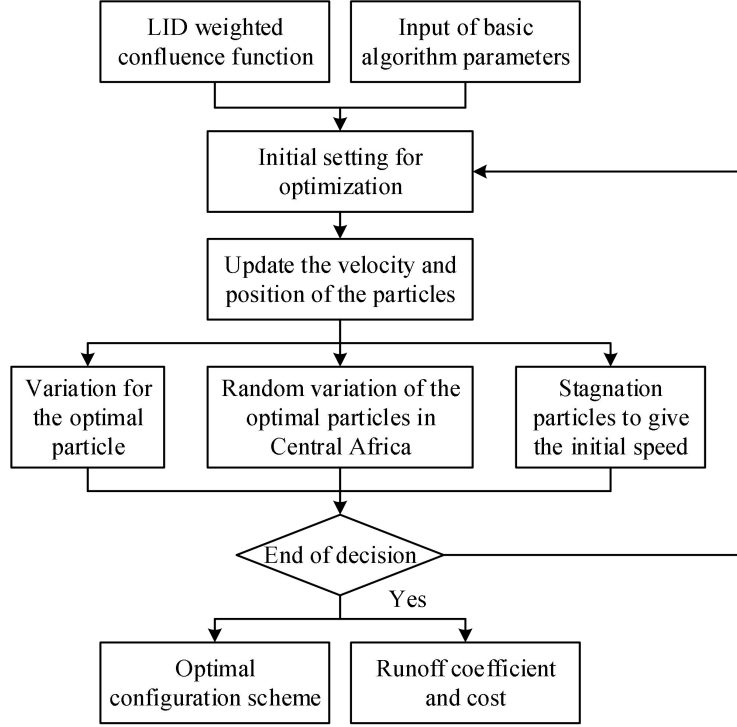 LID weighted
confluence function
Input of basic
algorithm parameters
Initial setting for
optimization
Update the velocity and
position of the particles
Variation for
the optimal
particle
Random variation of the
optimal particles in
Central Africa
Stagnation
particles to give
the initial speed
End of decision
Yes
Optimal
configuration scheme
Runoff coefficient
and cost